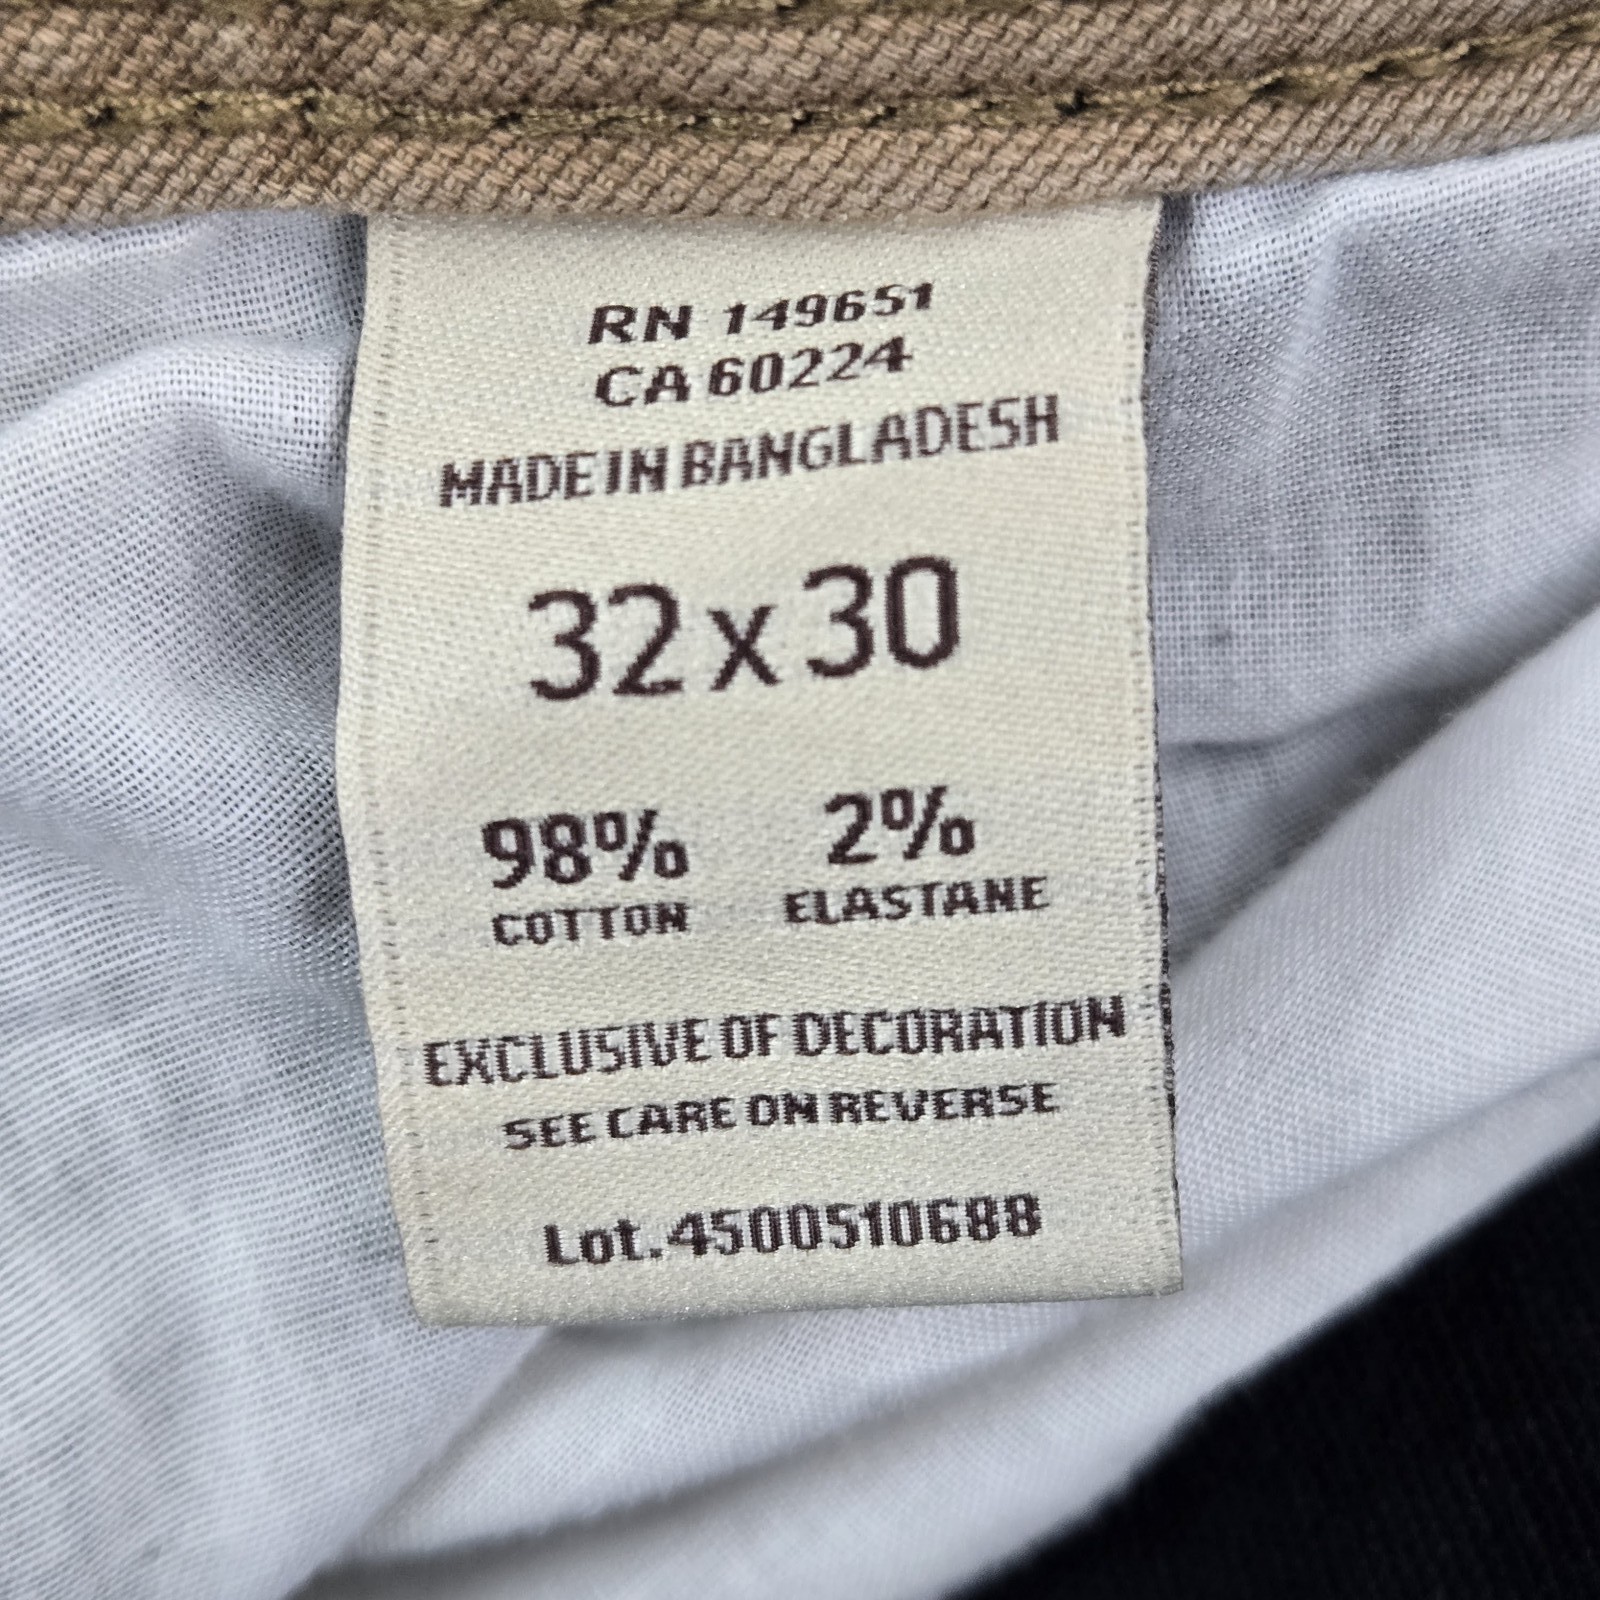 RN 149651
CA 60224
MADE IN BANGLADESH
32 x 30
98% 2%
COTTON ELASTANE
EXCLUSIVE OF DECORATION
SEE CARE ON REVERSE
Lot.4500510688